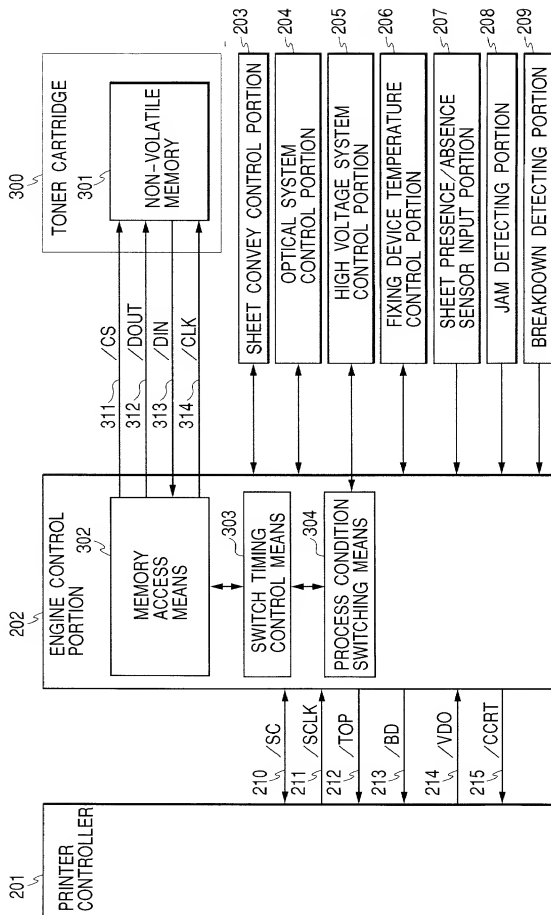 201
PRINTER
CONTROLLER
210
/SC
211
/SCLK
212
/TOP
213
/BD
214
/VDO
215
/CCRT
202
ENGINE CONTROL
PORTION
302
MEMORY
ACCESS
MEANS
303
SWITCH TIMING
CONTROL MEANS
304
PROCESS CONDITION
SWITCHING MEANS
311
/CS
312
/DOUT
313
/DIN
314
/CLK
300
TONER CARTRIDGE
301
NON-VOLATILE
MEMORY
SHEET CONVEY CONTROL PORTION
203
OPTICAL SYSTEM
CONTROL PORTION
204
HIGH VOLTAGE SYSTEM
CONTROL PORTION
205
FIXING DEVICE TEMPERATURE
CONTROL PORTION
206
SHEET PRESENCE/ABSENCE
SENSOR INPUT PORTION
207
JAM DETECTING PORTION
208
BREAKDOWN DETECTING PORTION
209